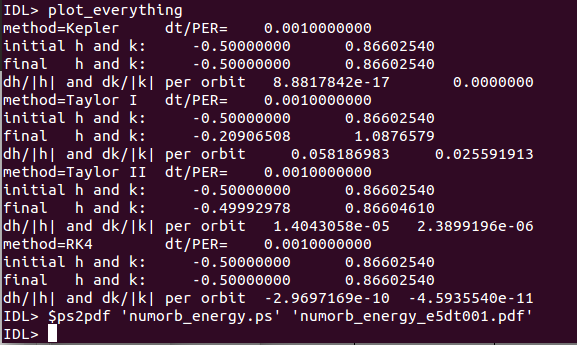 IDL> plot_everything
method=Kepler dt/PER= 0.0010000000
initial h and k: -0.50000000 0.86602540
final h and k: -0.50000000 0.86602540
dh/|h| and dk/|k| per orbit 8.8817842e-17 0.0000000
method=Taylor I dt/PER= 0.0010000000
initial h and k: -0.50000000 0.86602540
final h and k: -0.20906508 1.0876579
dh/|h| and dk/|k| per orbit 0.058186983 0.025591913
method=Taylor II dt/PER= 0.0010000000
initial h and k: -0.50000000 0.86602540
final h and k: -0.49992978 0.86604610
dh/|h| and dk/|k| per orbit 1.4043058e-05 2.3899196e-06
method=RK4 dt/PER= 0.0010000000
initial h and k: -0.50000000 0.86602540
final h and k: -0.50000000 0.86602540
dh/|h| and dk/|k| per orbit -2.9697169e-10 -4.5935540e-11
IDL> $ps2pdf 'numorb_energy.ps' 'numorb_energy_e5dt001.pdf'
IDL>